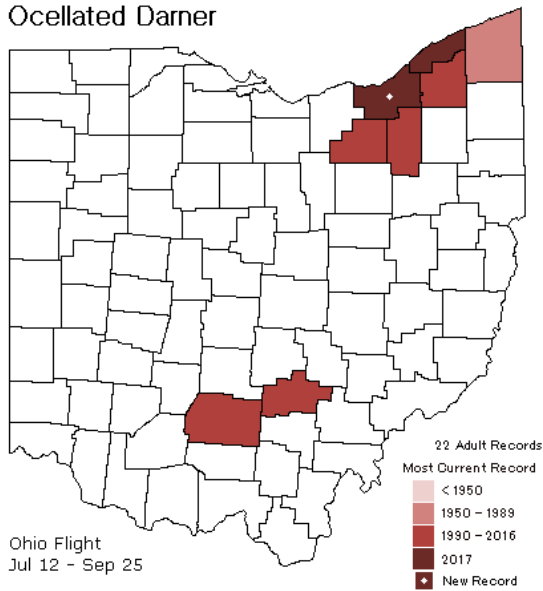 Ocellated Darner
22 Adult Records
Most Current Record
< 1950
1950 – 1989
1990 – 2016
2017
New Record
Ohio Flight
Jul 12 – Sep 25